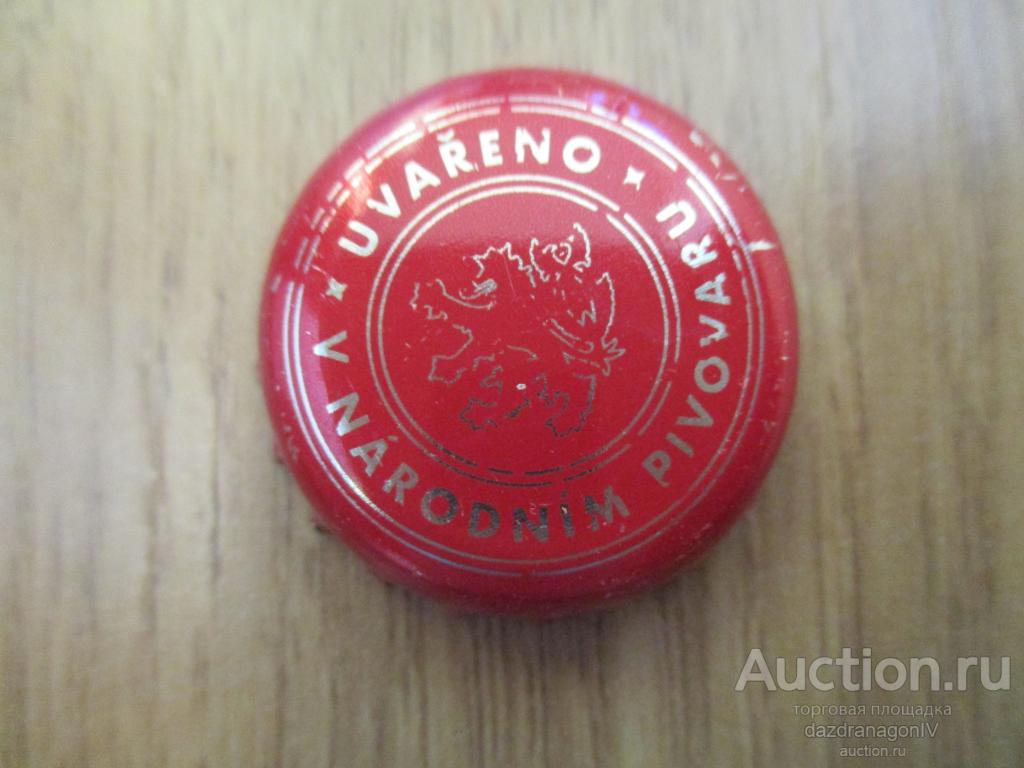 UVAŘENO
V NÁRODNÍM PIVOVARU
Auction.ru
торговая площадка
dazdranagonIV
auction.ru